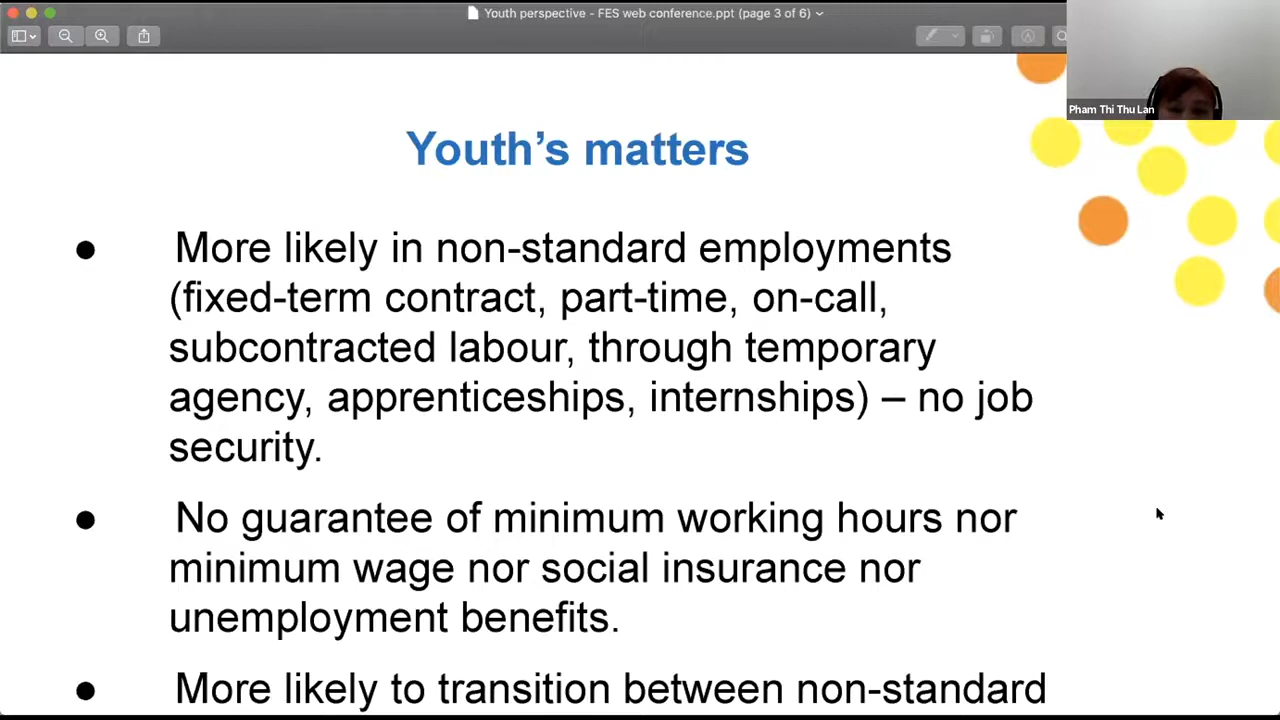 Youth perspective - FES web conference.ppt (page 3 of 6)
Pham Thi Thu Lan
Youth's matters
● More likely in non-standard employments
(fixed-term contract, part-time, on-call,
subcontracted labour, through temporary
agency, apprenticeships, internships) – no job
security.
● No guarantee of minimum working hours nor
minimum wage nor social insurance nor
unemployment benefits.
● More likely to transition between non-standard